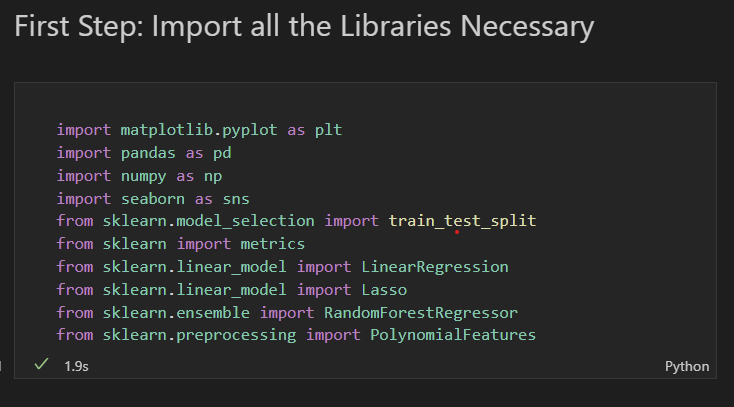 First Step: Import all the Libraries Necessary
import matplotlib.pyplot as plt
import pandas as pd
import numpy as np
import seaborn as sns
from sklearn.model_selection import train_test_split
from sklearn import metrics
from sklearn.linear_model import LinearRegression
from sklearn.linear_model import Lasso
from sklearn.ensemble import RandomForestRegressor
from sklearn.preprocessing import PolynomialFeatures
✓ 1.9s Python